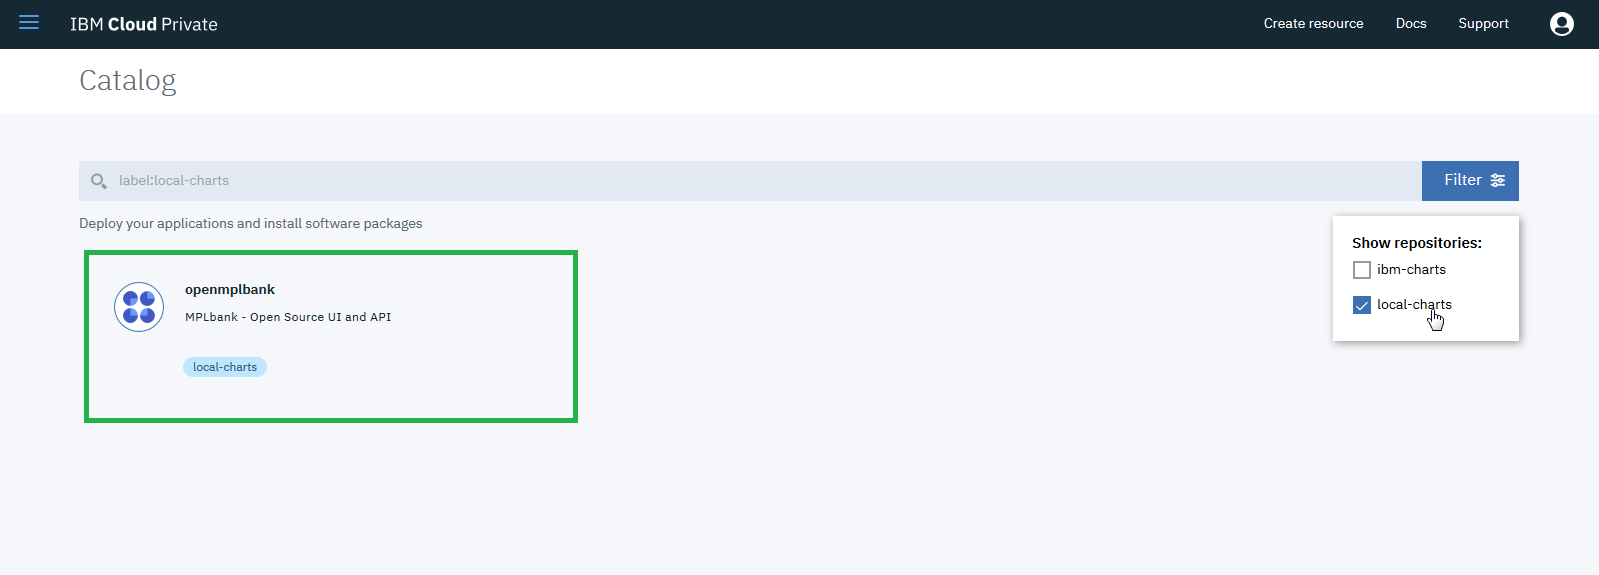 IBM Cloud Private
Create resource
Docs
Support
Catalog
label:local-charts
Filter
Deploy your applications and install software packages
Show repositories:
ibm-charts
local-charts
openmplbank
MPLbank - Open Source UI and API
local-charts